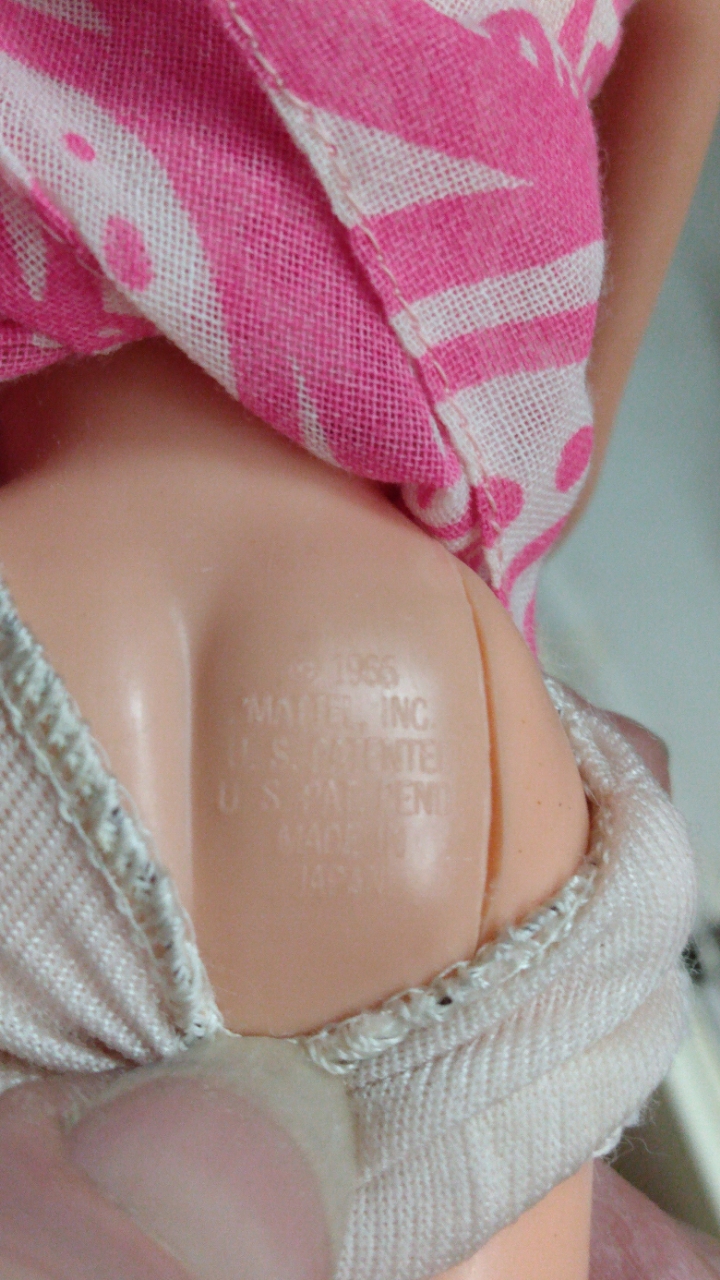 © 1966
MATTEL, INC.
U. S. PATENTED
U. S. PAT. PEND.
MADE IN
JAPAN